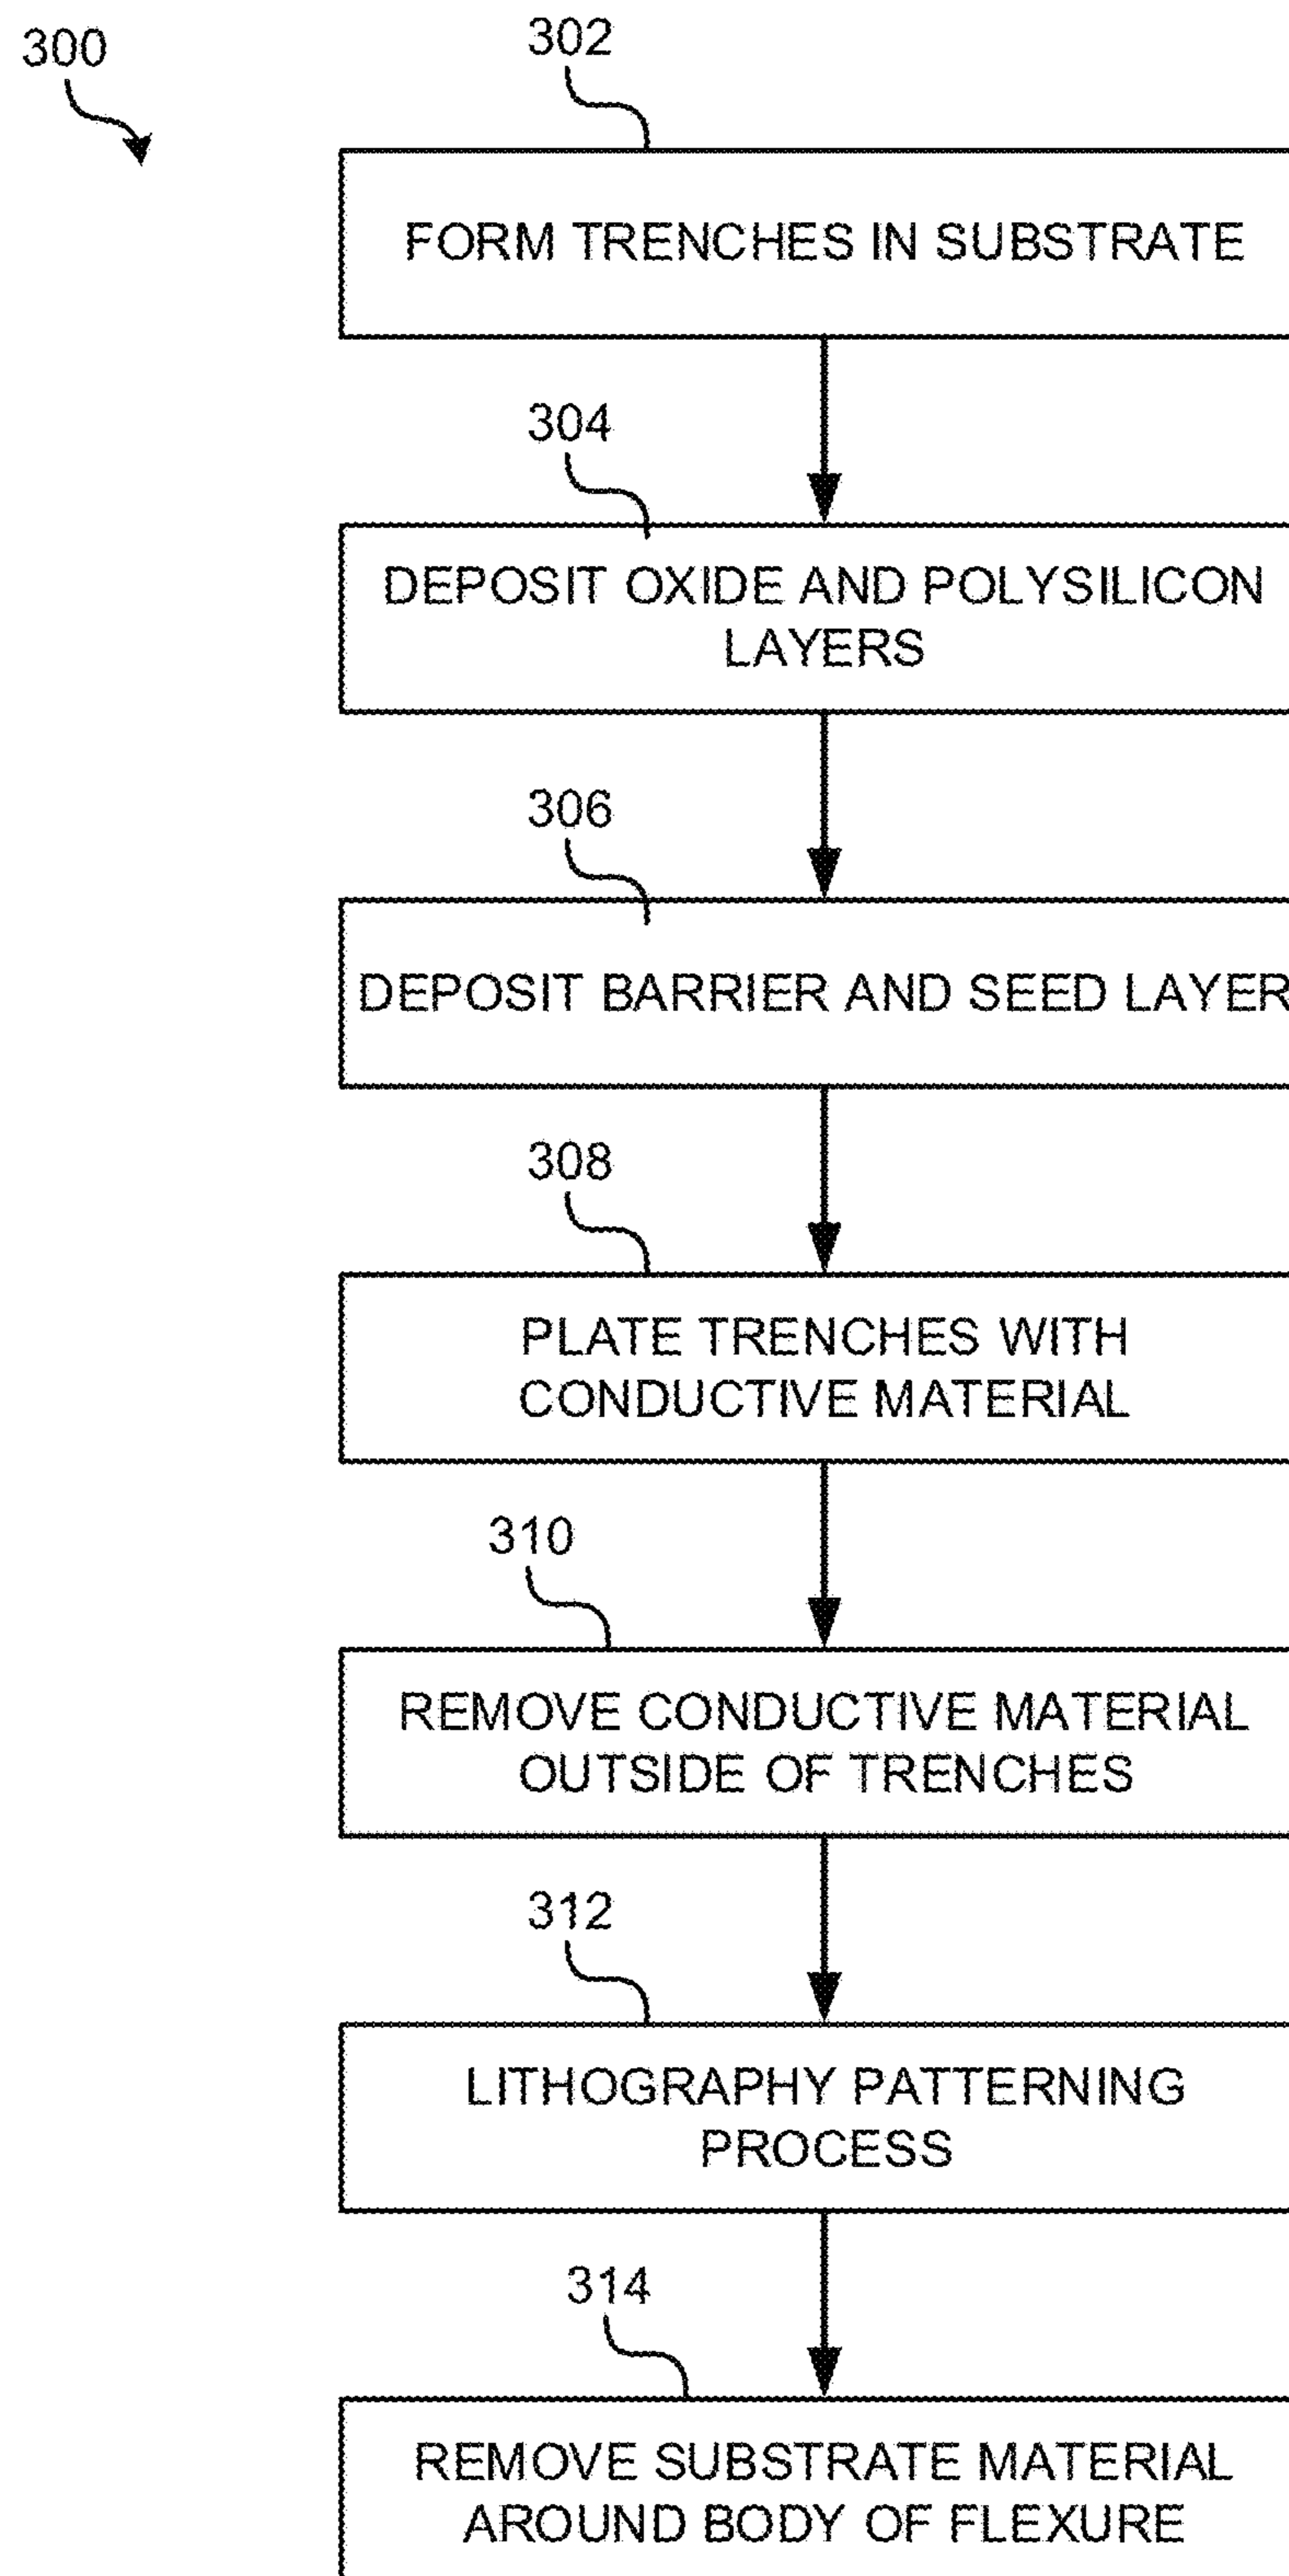 300
302
FORM TRENCHES IN SUBSTRATE
304
DEPOSIT OXIDE AND POLYSILICON
LAYERS
306
DEPOSIT BARRIER AND SEED LAYER
308
PLATE TRENCHES WITH
CONDUCTIVE MATERIAL
310
REMOVE CONDUCTIVE MATERIAL
OUTSIDE OF TRENCHES
312
LITHOGRAPHY PATTERNING
PROCESS
314
REMOVE SUBSTRATE MATERIAL
AROUND BODY OF FLEXURE